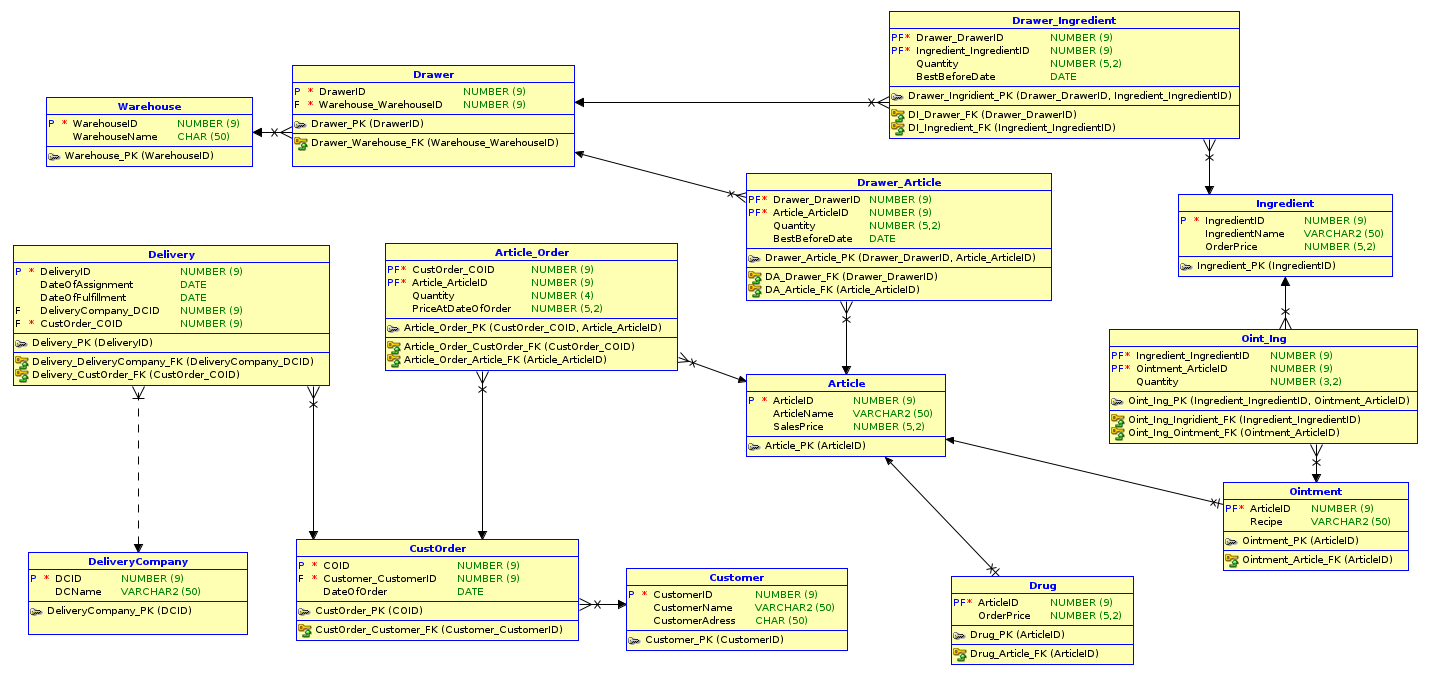 Drawer_Ingredient
PF* Drawer_DrawerID NUMBER (9)
PF* Ingredient_IngredientID NUMBER (9)
Quantity NUMBER (5,2)
BestBeforeDate DATE
Drawer_Ingridient_PK (Drawer_DrawerID, Ingredient_IngredientID)
DI_Drawer_FK (Drawer_DrawerID)
DI_Ingredient_FK (Ingredient_IngredientID)
Drawer
P * DrawerID NUMBER (9)
F * Warehouse_WarehouseID NUMBER (9)
Drawer_PK (DrawerID)
Drawer_Warehouse_FK (Warehouse_WarehouseID)
Warehouse
P * WarehouseID NUMBER (9)
WarehouseName CHAR (50)
Warehouse_PK (WarehouseID)
Drawer_Article
PF* Drawer_DrawerID NUMBER (9)
PF* Article_ArticleID NUMBER (9)
Quantity NUMBER (5,2)
BestBeforeDate DATE
Drawer_Article_PK (Drawer_DrawerID, Article_ArticleID)
DA_Drawer_FK (Drawer_DrawerID)
DA_Article_FK (Article_ArticleID)
Ingredient
P * IngredientID NUMBER (9)
IngredientName VARCHAR2 (50)
OrderPrice NUMBER (5,2)
Ingredient_PK (IngredientID)
Delivery
P * DeliveryID NUMBER (9)
DateOfAssignment DATE
DateOfFulfillment DATE
F DeliveryCompany_DCID NUMBER (9)
F * CustOrder_COID NUMBER (9)
Delivery_PK (DeliveryID)
Delivery_DeliveryCompany_FK (DeliveryCompany_DCID)
Delivery_CustOrder_FK (CustOrder_COID)
Article_Order
PF* CustOrder_COID NUMBER (9)
PF* Article_ArticleID NUMBER (9)
Quantity NUMBER (4)
PriceAtDateOfOrder NUMBER (5,2)
Article_Order_PK (CustOrder_COID, Article_ArticleID)
Article_Order_CustOrder_FK (CustOrder_COID)
Article_Order_Article_FK (Article_ArticleID)
Oint_Ing
PF* Ingredient_IngredientID NUMBER (9)
PF* Ointment_ArticleID NUMBER (9)
Quantity NUMBER (3,2)
Oint_Ing_PK (Ingredient_IngredientID, Ointment_ArticleID)
Oint_Ing_Ingridient_FK (Ingredient_IngredientID)
Oint_Ing_Ointment_FK (Ointment_ArticleID)
Article
P * ArticleID NUMBER (9)
ArticleName VARCHAR2 (50)
SalesPrice NUMBER (5,2)
Article_PK (ArticleID)
Ointment
PF* ArticleID NUMBER (9)
Recipe VARCHAR2 (50)
Ointment_PK (ArticleID)
Ointment_Article_FK (ArticleID)
DeliveryCompany
P * DCID NUMBER (9)
DCName VARCHAR2 (50)
DeliveryCompany_PK (DCID)
CustOrder
P * COID NUMBER (9)
F * Customer_CustomerID NUMBER (9)
DateOfOrder DATE
CustOrder_PK (COID)
CustOrder_Customer_FK (Customer_CustomerID)
Customer
P * CustomerID NUMBER (9)
CustomerName VARCHAR2 (50)
CustomerAdress CHAR (50)
Customer_PK (CustomerID)
Drug
PF* ArticleID NUMBER (9)
OrderPrice NUMBER (5,2)
Drug_PK (ArticleID)
Drug_Article_FK (ArticleID)